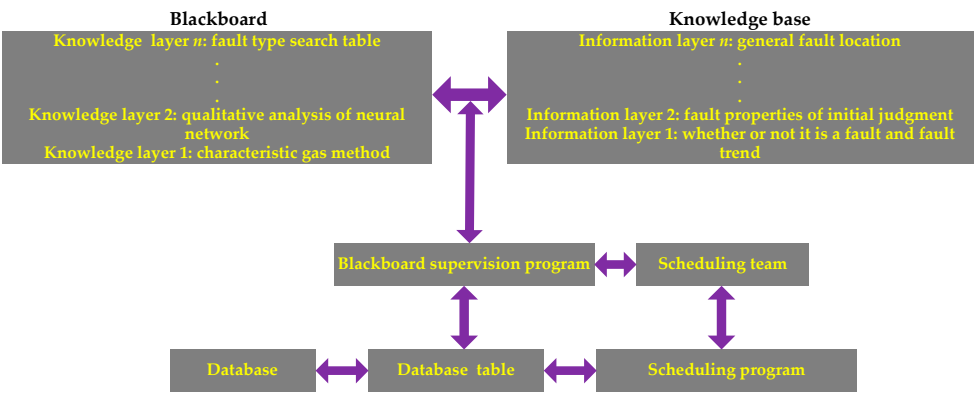 Blackboard
Knowledge layer n: fault type search table
.
.
.
Knowledge layer 2: qualitative analysis of neural
network
Knowledge layer 1: characteristic gas method
Knowledge base
Information layer n: general fault location
.
.
.
Information layer 2: fault properties of initial judgment
Information layer 1: whether or not it is a fault and fault
trend
Blackboard supervision program
Scheduling team
Database
Database table
Scheduling program